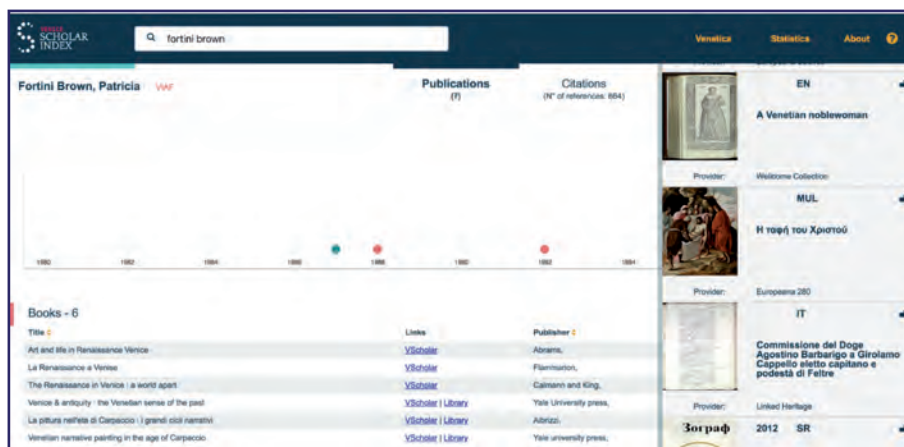 VENICE
SCHOLAR
INDEX
fortini brown
Venetica
Statistics
About
?
Fortini Brown, Patricia VIAF
Publications
(7)
Citations
(N° of references: 684)
1980 1982 1984 1986 1988 1990 1992 1994
Books - 6
Title Links Publisher
Art and life in Renaissance Venice VScholar Abrams,
La Renaissance a Venise VScholar Flammarion,
The Renaissance in Venice : a world apart VScholar Calmann and King,
Venice & antiquity : the Venetian sense of the past VScholar | Library Yale University press,
La pittura nell'eta di Carpaccio : i grandi cicli narrativi VScholar | Library Albrizzi,
Venetian narrative painting in the age of Carpaccio VScholar | Library Yale university press,
EN
A Venetian noblewoman
Provider: Wellcome Collection
MUL
Η ταφή του Χριστού
Provider: Europeana 280
IT
Commissione del Doge
Agostino Barbarigo a Girolamo
Cappello eletto capitano e
podestà di Feltre
Provider: Linked Heritage
Зограф 2012 SR